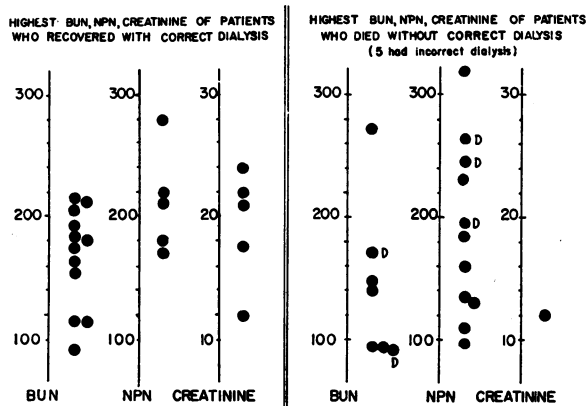 HIGHEST BUN, NPN, CREATININE OF PATIENTS
WHO RECOVERED WITH CORRECT DIALYSIS
300
300
30
200
200
20
100
100
10
BUN
NPN
CREATININE
HIGHEST BUN, NPN, CREATININE OF PATIENTS
WHO DIED WITHOUT CORRECT DIALYSIS
(5 had incorrect dialysis)
300
300
30
D
D
200
200
D
20
D
100
100
10
D
BUN
NPN
CREATININE